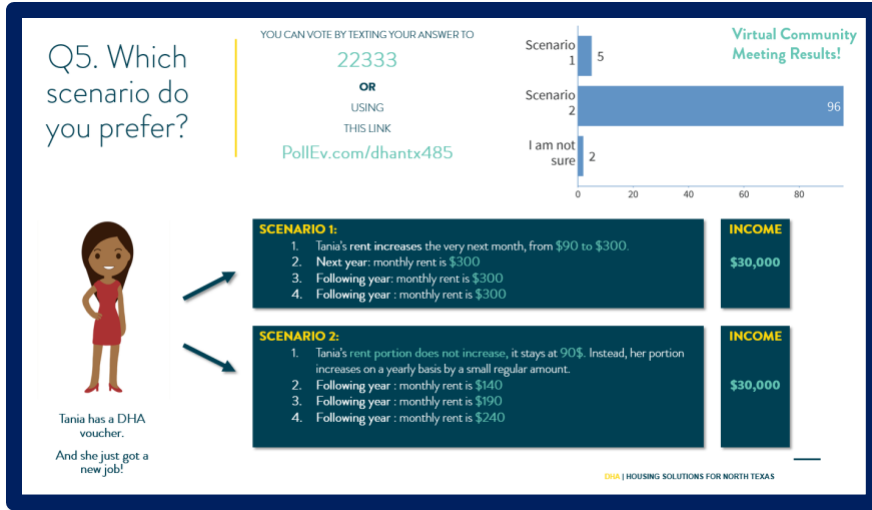 Q5. Which
scenario do
you prefer?
YOU CAN VOTE BY TEXTING YOUR ANSWER TO
22333
OR
USING
THIS LINK
PollEv.com/dhantx485
Virtual Community
Meeting Results!
Scenario
1
5
Scenario
2
96
I am not
sure
2
0 20 40 60 80
Tania has a DHA
voucher.
And she just got a
new job!
SCENARIO 1:
1. Tania's rent increases the very next month, from $90 to $300.
2. Next year: monthly rent is $300
3. Following year: monthly rent is $300
4. Following year : monthly rent is $300
INCOME
$30,000
SCENARIO 2:
1. Tania's rent portion does not increase, it stays at 90$. Instead, her portion
increases on a yearly basis by a small regular amount.
2. Following year : monthly rent is $140
3. Following year : monthly rent is $190
4. Following year : monthly rent is $240
INCOME
$30,000
DHA | HOUSING SOLUTIONS FOR NORTH TEXAS